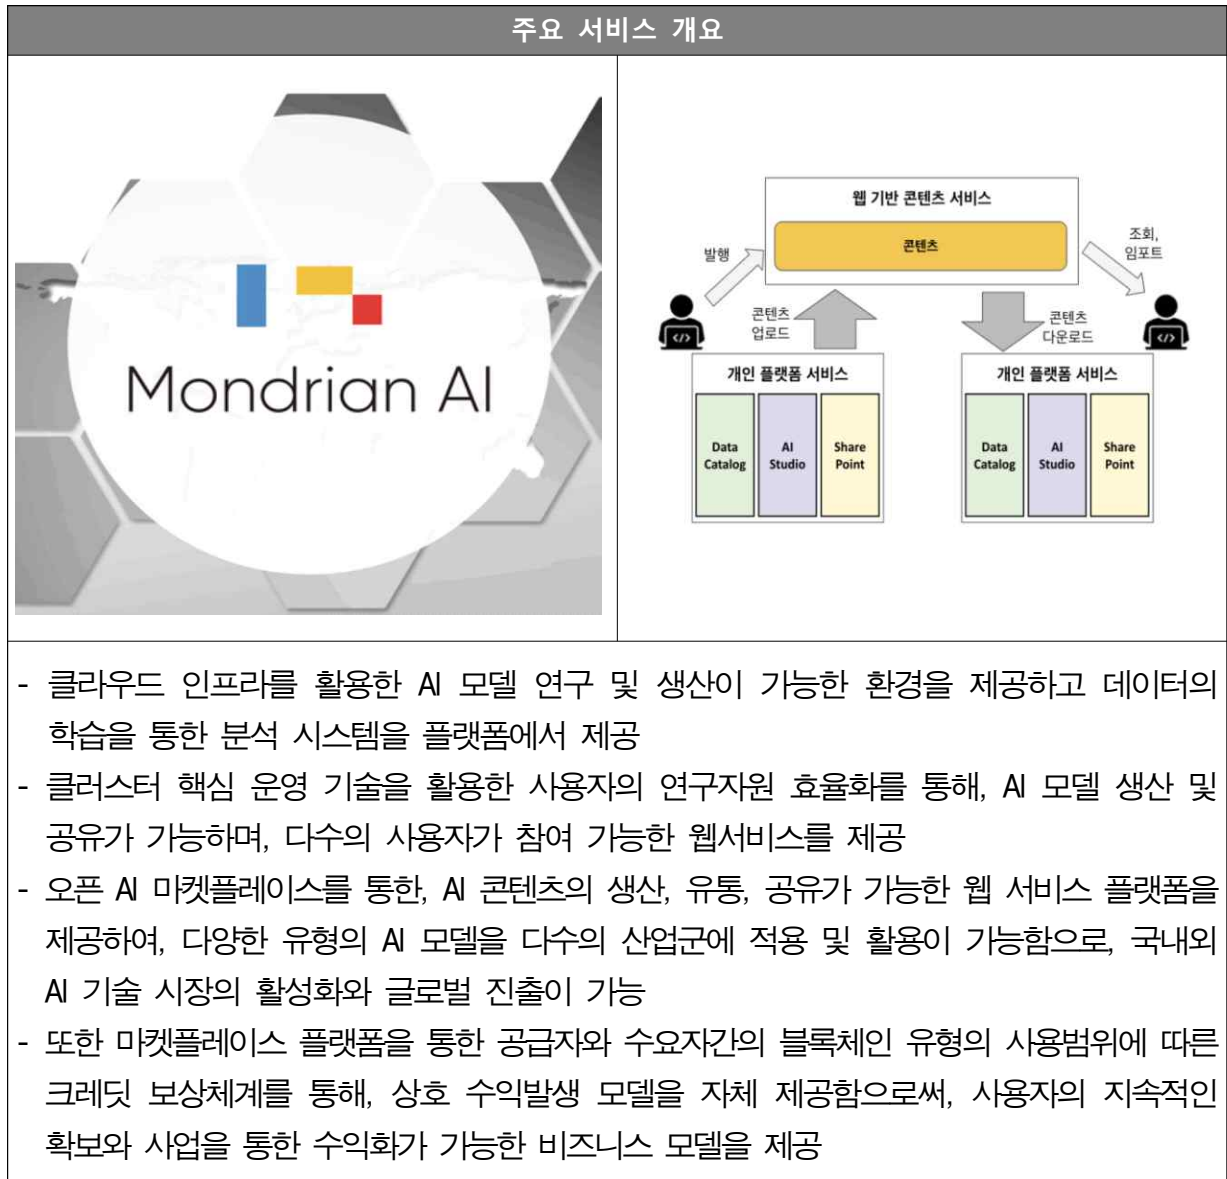 주요 서비스 개요
Mondrian AI
웹 기반 콘텐츠 서비스
콘텐츠
발행
조회,
임포트
콘텐츠
업로드
콘텐츠
다운로드
</>
</>
개인 플랫폼 서비스
Data
Catalog
AI
Studio
Share
Point
개인 플랫폼 서비스
Data
Catalog
AI
Studio
Share
Point
- 클라우드 인프라를 활용한 AI 모델 연구 및 생산이 가능한 환경을 제공하고 데이터의
학습을 통한 분석 시스템을 플랫폼에서 제공
- 클러스터 핵심 운영 기술을 활용한 사용자의 연구자원 효율화를 통해, AI 모델 생산 및
공유가 가능하며, 다수의 사용자가 참여 가능한 웹서비스를 제공
- 오픈 AI 마켓플레이스를 통한, AI 콘텐츠의 생산, 유통, 공유가 가능한 웹 서비스 플랫폼을
제공하여, 다양한 유형의 AI 모델을 다수의 산업군에 적용 및 활용이 가능함으로, 국내외
AI 기술 시장의 활성화와 글로벌 진출이 가능
- 또한 마켓플레이스 플랫폼을 통한 공급자와 수요자간의 블록체인 유형의 사용범위에 따른
크레딧 보상체계를 통해, 상호 수익발생 모델을 자체 제공함으로써, 사용자의 지속적인
확보와 사업을 통한 수익화가 가능한 비즈니스 모델을 제공